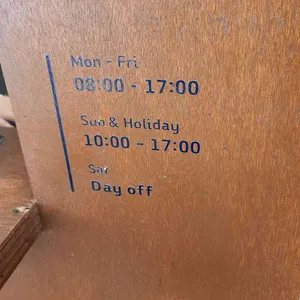 Mon - Fri
08:00 - 17:00
Sun & Holiday
10:00 - 17:00
Sat
Day off